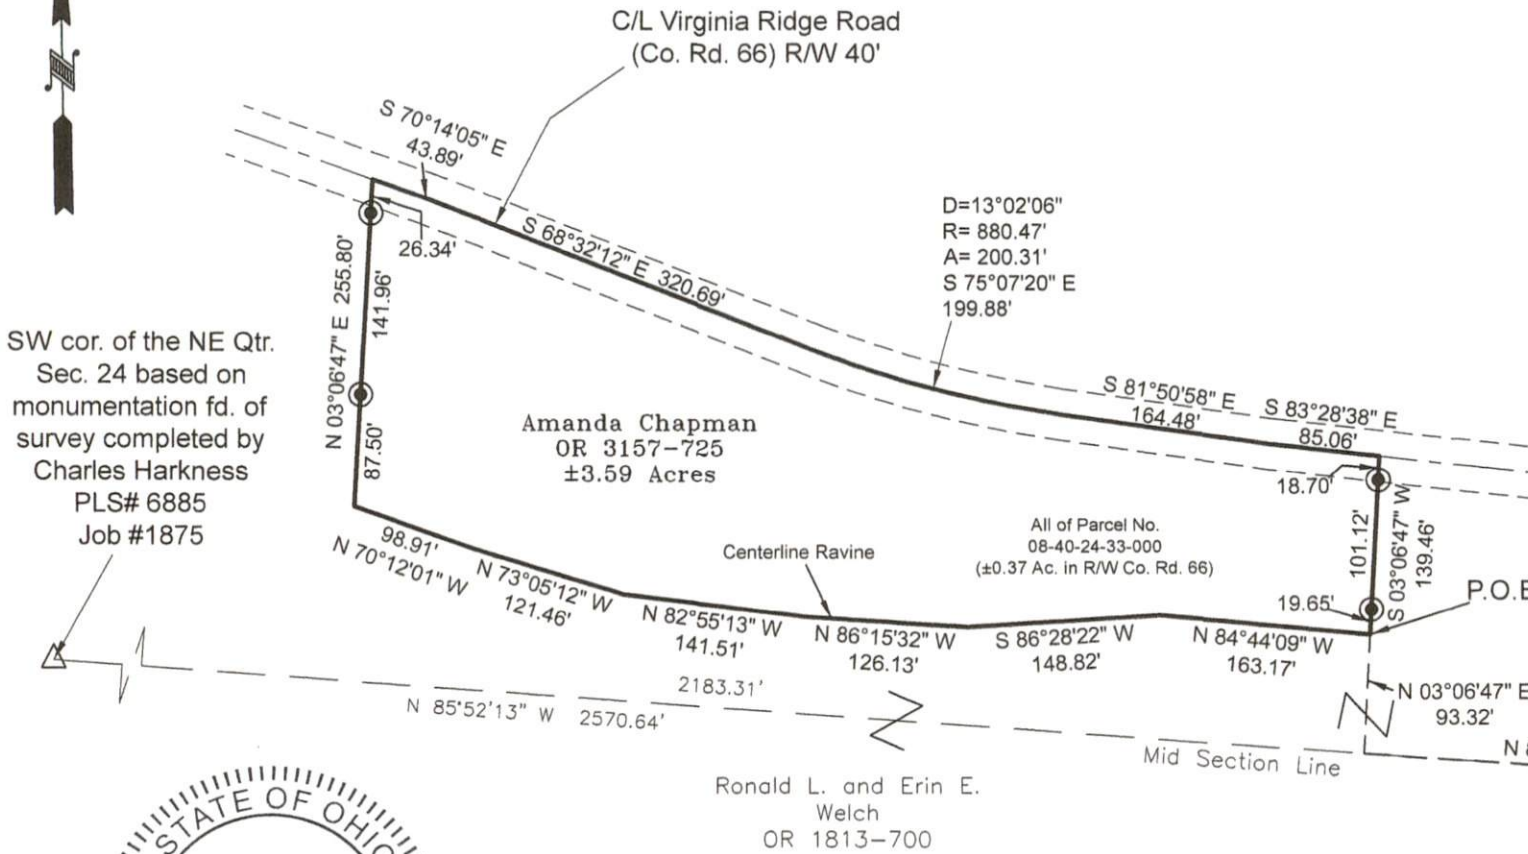 C/L Virginia Ridge Road
(Co. Rd. 66) R/W 40'
S 70°14'05" E
43.89'
26.34'
S 68°32'12" E 320.69'
D=13°02'06"
R= 880.47'
A= 200.31'
S 75°07'20" E
199.88'
S 81°50'58" E
164.48'
S 83°28'38" E
85.06'
18.70'
N 03°06'47" E 255.80'
141.96'
87.50'
SW cor. of the NE Qtr.
Sec. 24 based on
monumentation fd. of
survey completed by
Charles Harkness
PLS# 6885
Job #1875
Amanda Chapman
OR 3157-725
±3.59 Acres
All of Parcel No.
08-40-24-33-000
(±0.37 Ac. in R/W Co. Rd. 66)
Centerline Ravine
101.12'
S 03°06'47" W
139.46'
19.65'
P.O.B
98.91'
N 70°12'01" W
N 73°05'12" W
121.46'
N 82°55'13" W
141.51'
N 86°15'32" W
126.13'
S 86°28'22" W
148.82'
N 84°44'09" W
163.17'
2183.31'
N 85°52'13" W 2570.64'
N 03°06'47" E
93.32'
Mid Section Line
N 8
Ronald L. and Erin E.
Welch
OR 1813-700
STATE OF OHIO